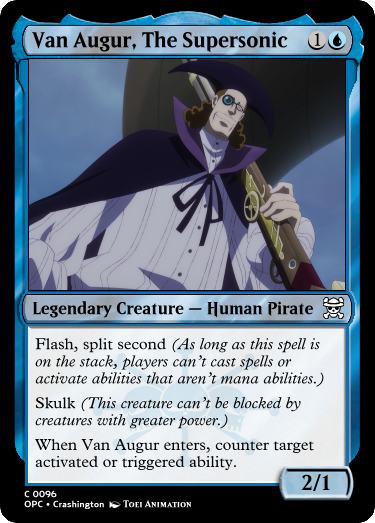 Van Augur, The Supersonic 1
Legendary Creature — Human Pirate
Flash, split second (As long as this spell is
on the stack, players can't cast spells or
activate abilities that aren't mana abilities.)
Skulk (This creature can't be blocked by
creatures with greater power.)
When Van Augur enters, counter target
activated or triggered ability.
2/1
C 0096
OPC • Crashington TOEI ANIMATION